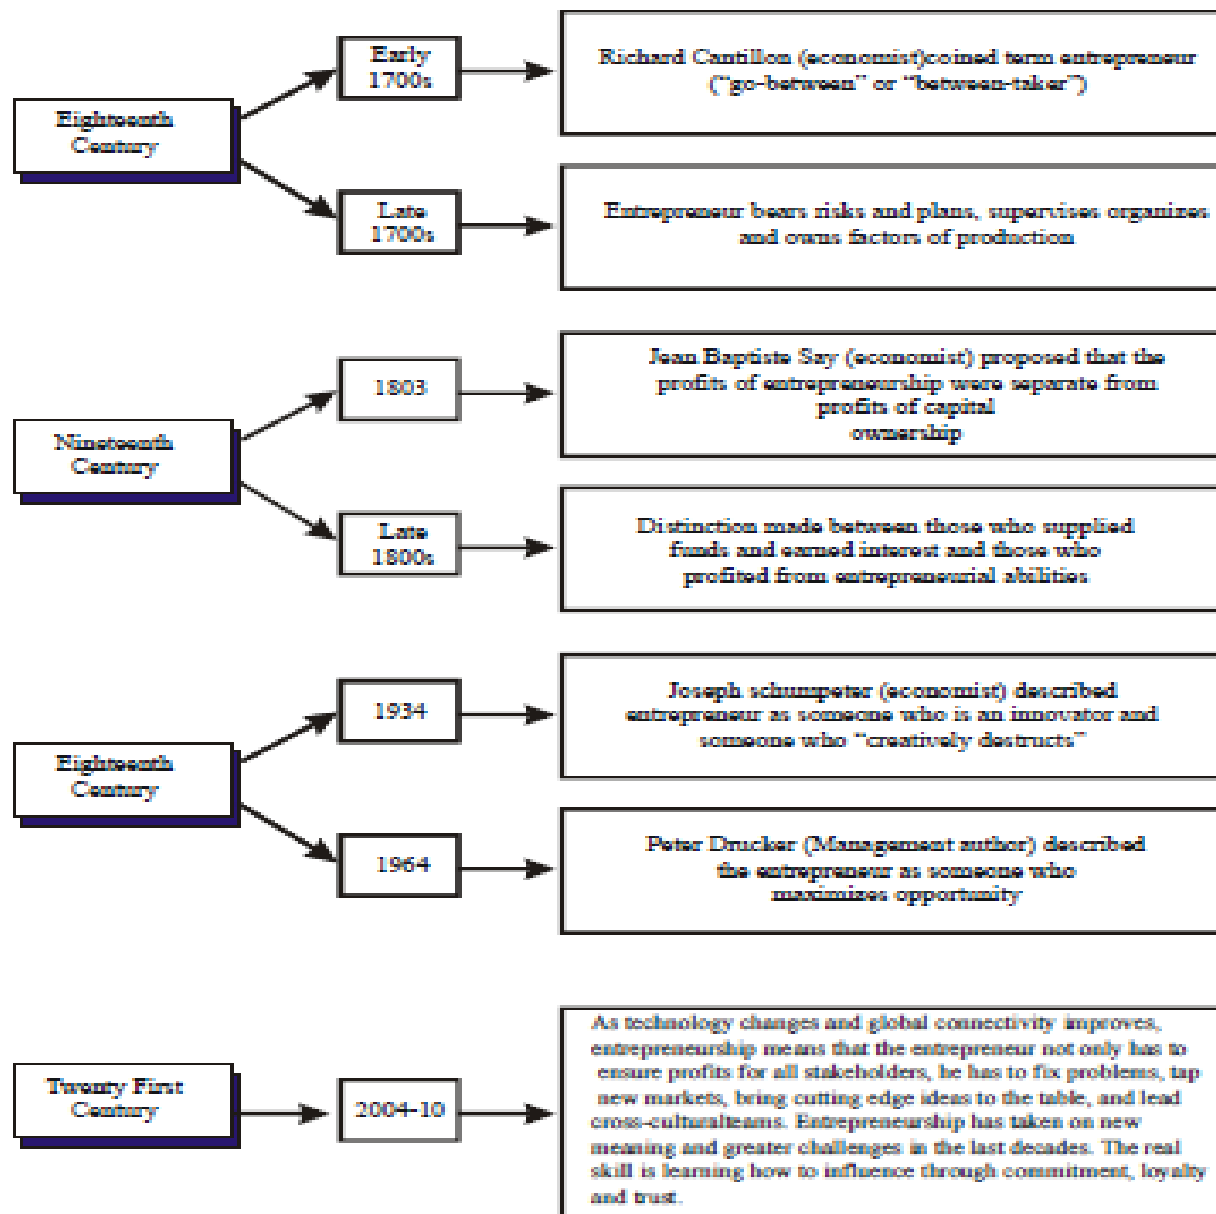 Eighteenth
Century
Early
1700s
Richard Cantillon (economist)coined term entrepreneur
(“go-between” or “between-taker”)
Late
1700s
Entrepreneur bears risks and plans, supervises organizes
and owns factors of production
Nineteenth
Century
1803
Jean Baptiste Say (economist) proposed that the
profits of entrepreneurship were separate from
profits of capital
ownership
Late
1800s
Distinction made between those who supplied
funds and earned interest and those who
profited from entrepreneurial abilities
Eighteenth
Century
1934
Joseph schumpeter (economist) described
entrepreneur as someone who is an innovator and
someone who “creatively destructs”
1964
Peter Drucker (Management author) described
the entrepreneur as someone who
maximizes opportunity
Twenty First
Century
2004-10
As technology changes and global connectivity improves,
entrepreneurship means that the entrepreneur not only has to
ensure profits for all stakeholders, he has to fix problems, tap
new markets, bring cutting edge ideas to the table, and lead
cross-culturalteams. Entrepreneurship has taken on new
meaning and greater challenges in the last decades. The real
skill is learning how to influence through commitment, loyalty
and trust.